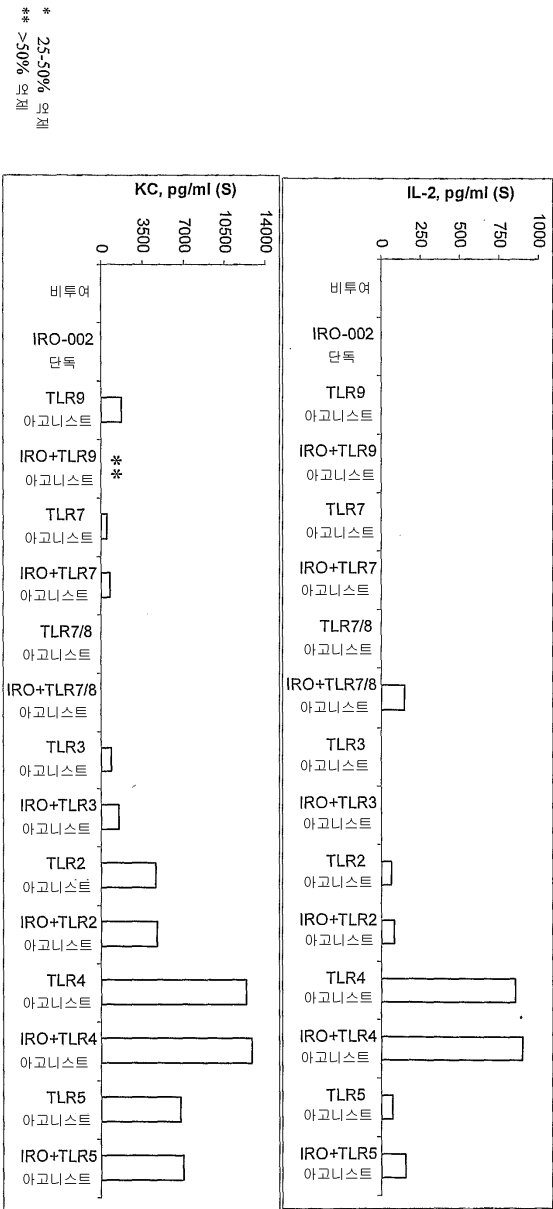 IL-2, pg/ml (S)
1000
750
500
250
0
비투여
IRO-002
단독
TLR9
아고니스트
IRO+TLR9
아고니스트
TLR7
아고니스트
IRO+TLR7
아고니스트
TLR7/8
아고니스트
IRO+TLR7/8
아고니스트
TLR3
아고니스트
IRO+TLR3
아고니스트
TLR2
아고니스트
IRO+TLR2
아고니스트
TLR4
아고니스트
IRO+TLR4
아고니스트
TLR5
아고니스트
IRO+TLR5
아고니스트
KC, pg/ml (S)
14000
10500
7000
3500
0
비투여
IRO-002
단독
TLR9
아고니스트
IRO+TLR9
아고니스트
**
TLR7
아고니스트
IRO+TLR7
아고니스트
TLR7/8
아고니스트
IRO+TLR7/8
아고니스트
TLR3
아고니스트
IRO+TLR3
아고니스트
TLR2
아고니스트
IRO+TLR2
아고니스트
TLR4
아고니스트
IRO+TLR4
아고니스트
TLR5
아고니스트
IRO+TLR5
아고니스트
* 25-50% 억제
** >50% 억제